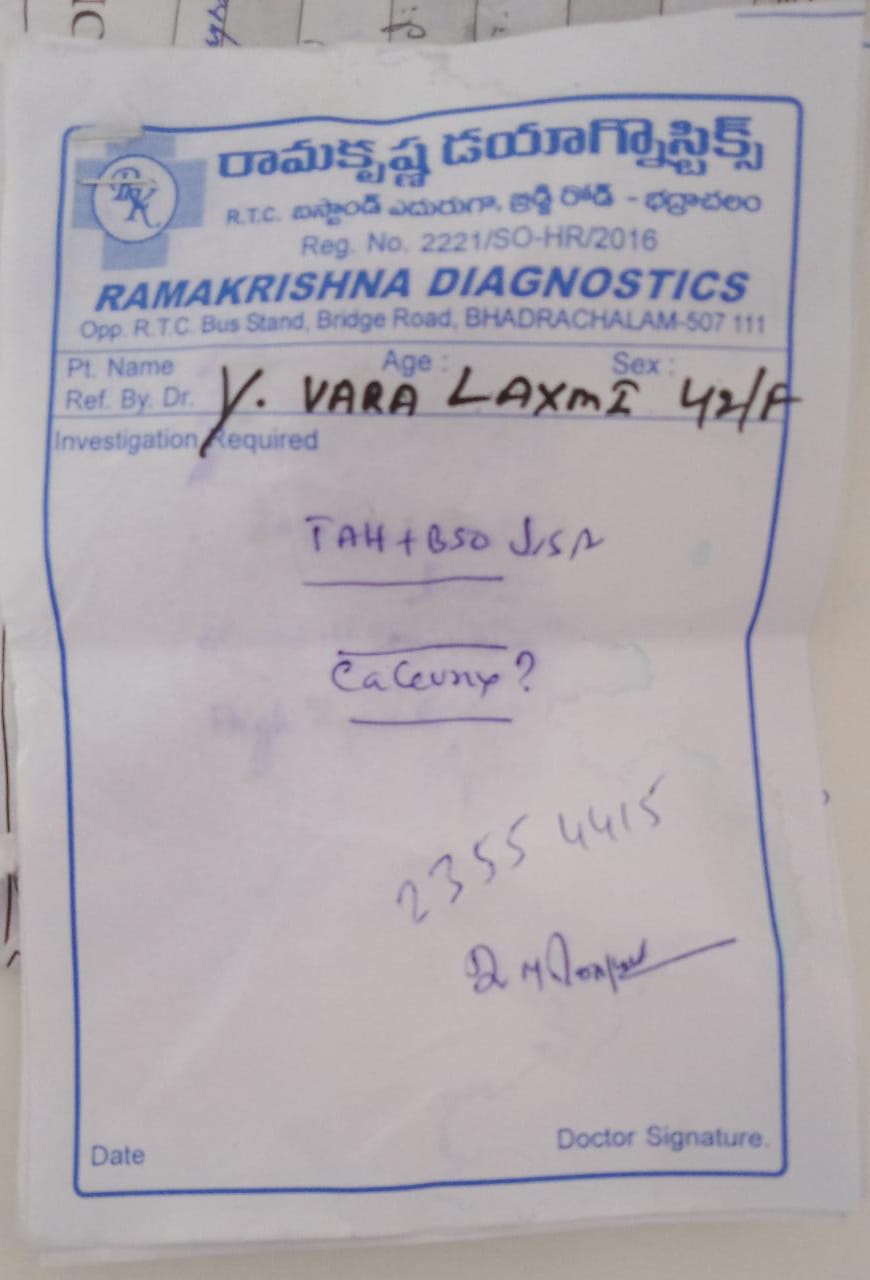 రామకృష్ణ డయాగ్నొస్టిక్స్
R.T.C. బస్టాండ్ ఎదురుగా, బ్రిడ్జి రోడ్ - భద్రాచలం
Reg. No. 2221/SO-HR/2016
RAMAKRISHNA DIAGNOSTICS
Opp. R.T.C. Bus Stand, Bridge Road, BHADRACHALAM-507 111
Pt. Name Age : Sex :
Ref. By. Dr. Y. VARA LAXMI 42/F
Investigation Required
TAH + BSO
Ca Cervix ?
2355 4415
Doctor Signature.
Date